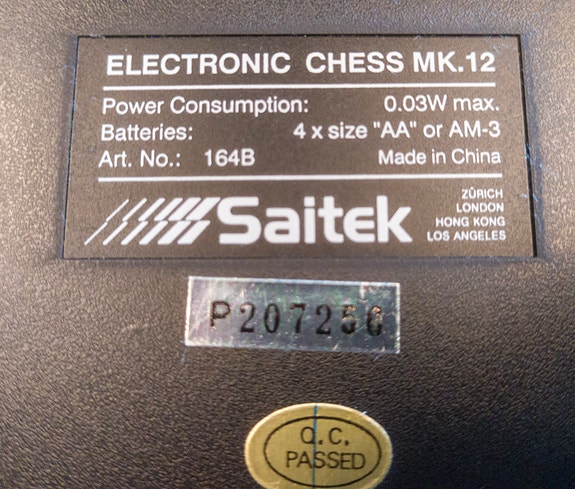 ELECTRONIC CHESS MK.12
Power Consumption: 0.03W max.
Batteries: 4 x size "AA" or AM-3
Art. No.: 164B Made in China
Saitek
ZÜRICH
LONDON
HONG KONG
LOS ANGELES
P207256
Q.C.
PASSED